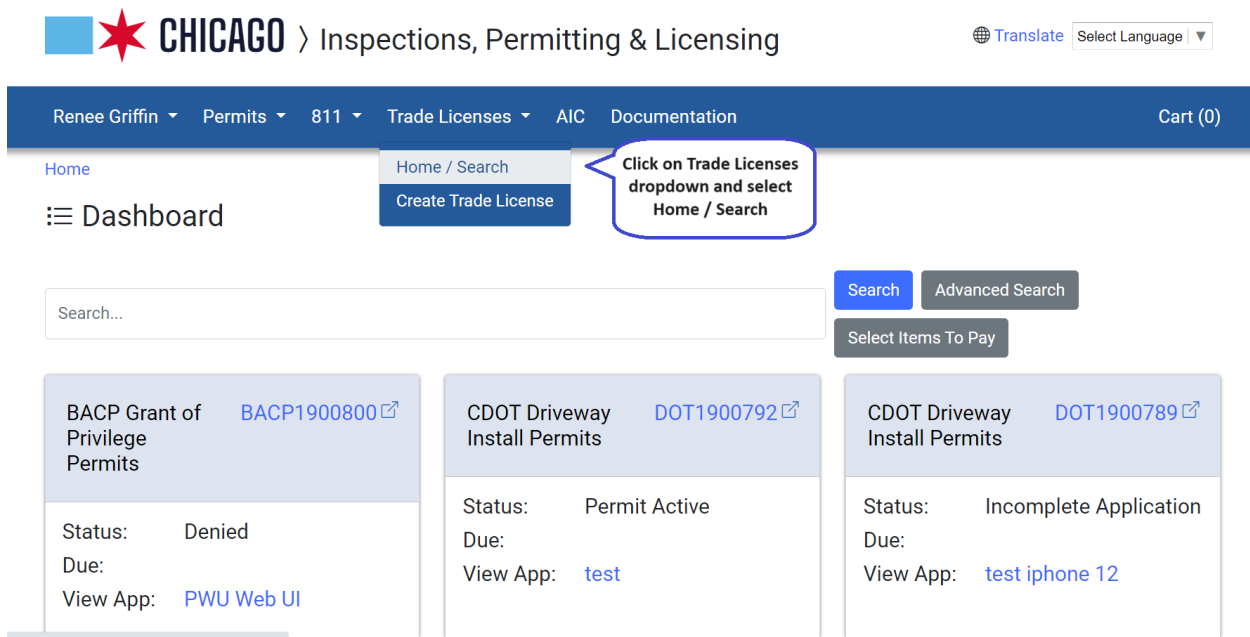 CHICAGO 〉 Inspections, Permitting & Licensing
Translate Select Language ▼
Renee Griffin Permits 811 Trade Licenses AIC Documentation Cart (0)
Home
Home / Search
Create Trade License
Click on Trade Licenses
dropdown and select
Home / Search
Dashboard
Search...
Search Advanced Search
Select Items To Pay
BACP Grant of
Privilege
Permits
BACP1900800
Status: Denied
Due:
View App: PWU Web UI
CDOT Driveway
Install Permits
DOT1900792
Status: Permit Active
Due:
View App: test
CDOT Driveway
Install Permits
DOT1900789
Status: Incomplete Application
Due:
View App: test iphone 12